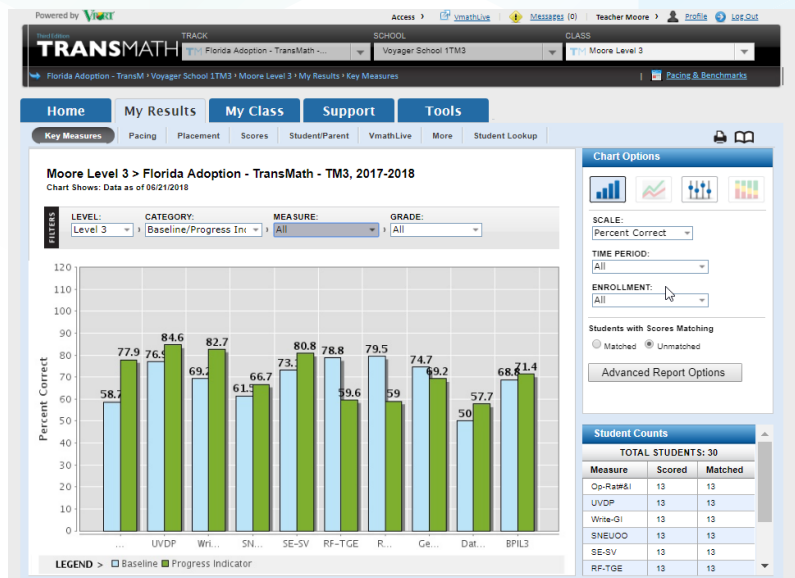 Powered by Vport Access › VmathLive Messages (0) Teacher Moore › Profile Log Out
Third Edition
TRANSMATH
TRACK SCHOOL CLASS
TM Florida Adoption - TransMath -... Voyager School 1TM3 TM Moore Level 3
Florida Adoption - TransM › Voyager School 1TM3 › Moore Level 3 › My Results › Key Measures | Pacing & Benchmarks
Home My Results My Class Support Tools
Key Measures Pacing Placement Scores Student/Parent VmathLive More Student Lookup
Moore Level 3 > Florida Adoption - TransMath - TM3, 2017-2018
Chart Shows: Data as of 06/21/2018
FILTERS
LEVEL: CATEGORY: MEASURE: GRADE:
Level 3 › Baseline/Progress Inc › All › All
Percent Correct
120
110
100
90
80
70
60
50
40
30
20
10
0
58.7 77.9 76.9 84.6 69.2 82.7 61.5 66.7 73. 80.8 78.8 59.6 79.5 59 74.7 69.2 50 57.7 68.8 71.4
... UVDP Wri... SN... SE-SV RF-TGE R... Ge... Dat... BPIL3
LEGEND > Baseline Progress Indicator
Chart Options
SCALE:
Percent Correct
TIME PERIOD:
All
ENROLLMENT:
All
Students with Scores Matching
Matched Unmatched
Advanced Report Options
Student Counts
TOTAL STUDENTS: 30
Measure Scored Matched
Op-Rat#&I 13 13
UVDP 13 13
Write-GI 13 13
SNEUOO 13 13
SE-SV 13 13
RF-TGE 13 13